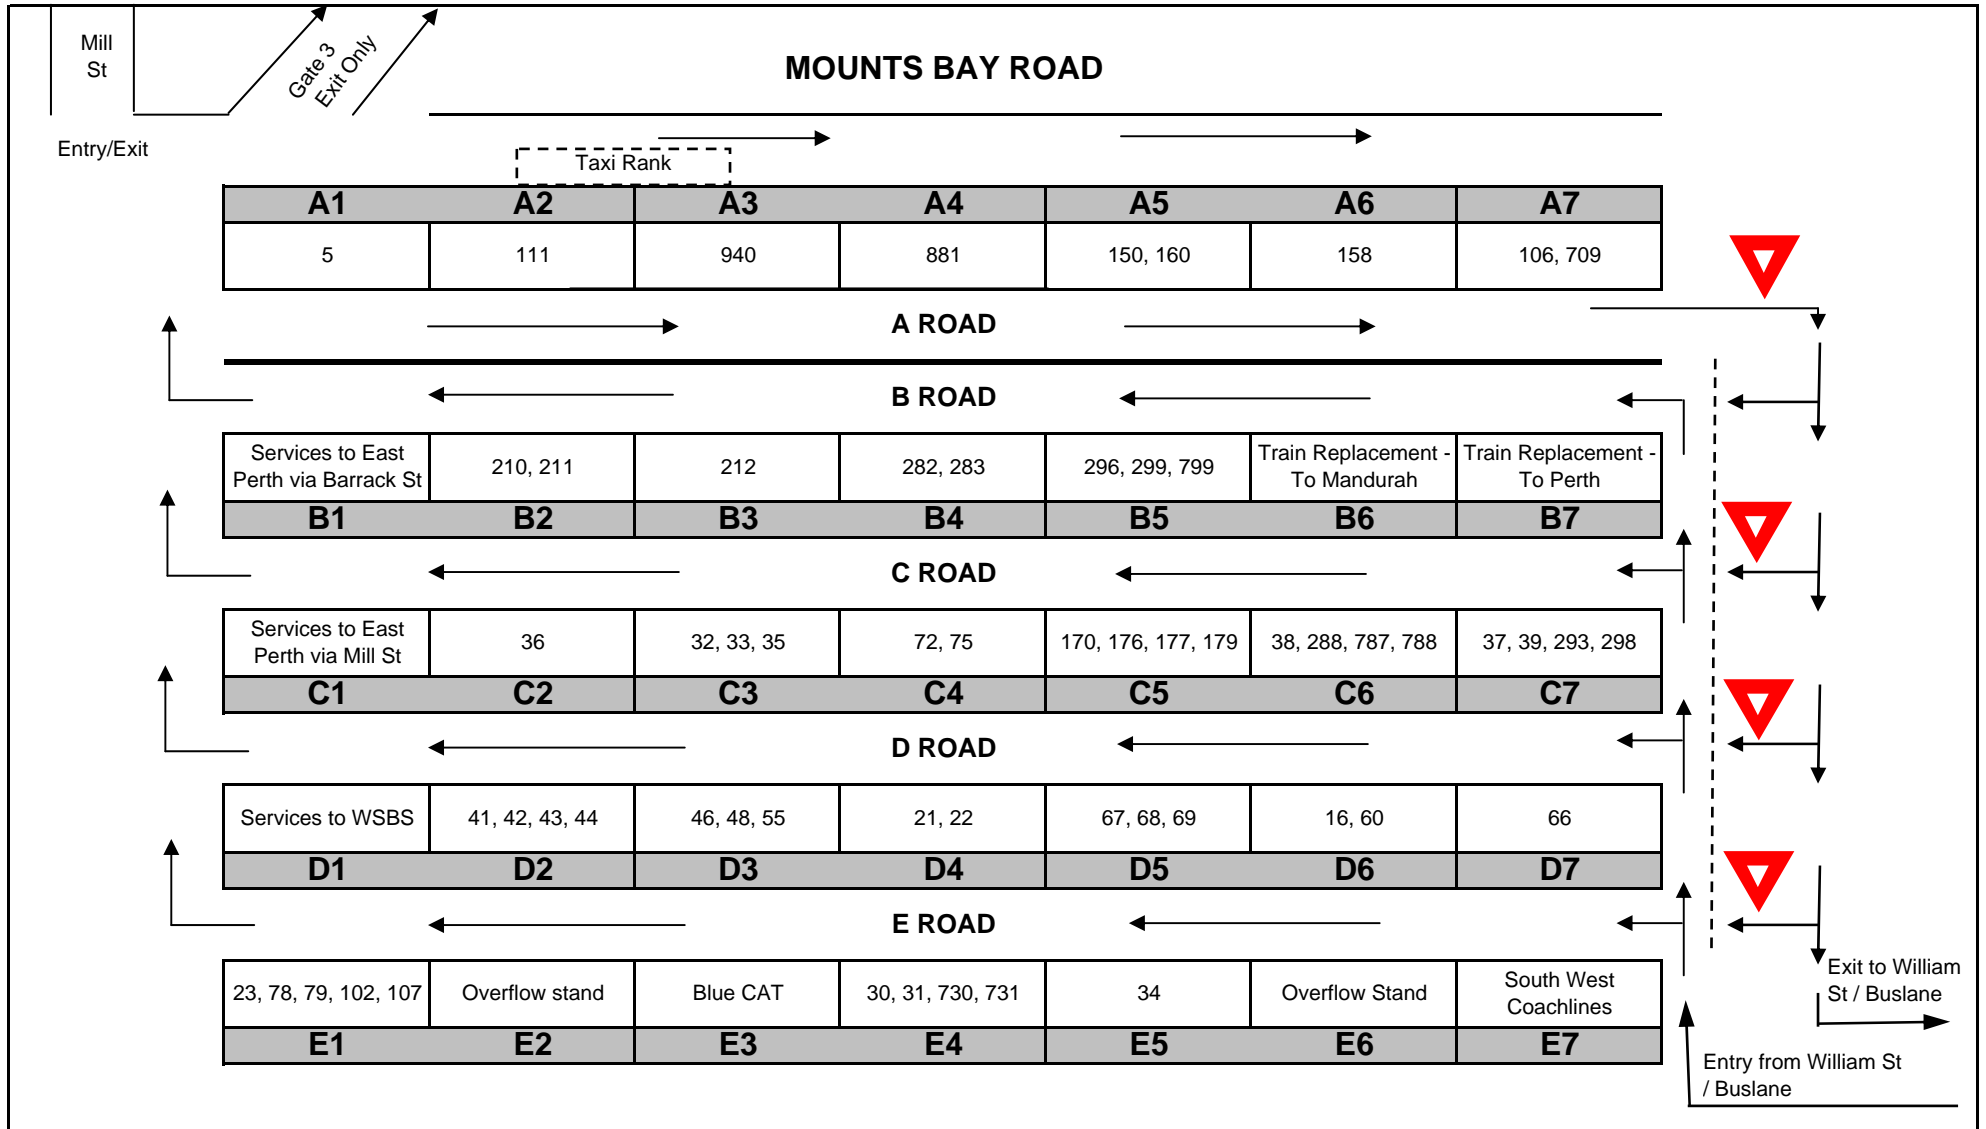 Mill
St
Gate 3
Exit Only
MOUNTS BAY ROAD
Entry/Exit
Taxi Rank
A1 A2 A3 A4 A5 A6 A7
5 111 940 881 150, 160 158 106, 709
A ROAD
B ROAD
Services to East
Perth via Barrack St
210, 211
212
282, 283
296, 299, 799
Train Replacement -
To Mandurah
Train Replacement -
To Perth
B1 B2 B3 B4 B5 B6 B7
C ROAD
Services to East
Perth via Mill St
36
32, 33, 35
72, 75
170, 176, 177, 179
38, 288, 787, 788
37, 39, 293, 298
C1 C2 C3 C4 C5 C6 C7
D ROAD
Services to WSBS
41, 42, 43, 44
46, 48, 55
21, 22
67, 68, 69
16, 60
66
D1 D2 D3 D4 D5 D6 D7
E ROAD
23, 78, 79, 102, 107
Overflow stand
Blue CAT
30, 31, 730, 731
34
Overflow Stand
South West
Coachlines
E1 E2 E3 E4 E5 E6 E7
Exit to William
St / Buslane
Entry from William St
/ Buslane